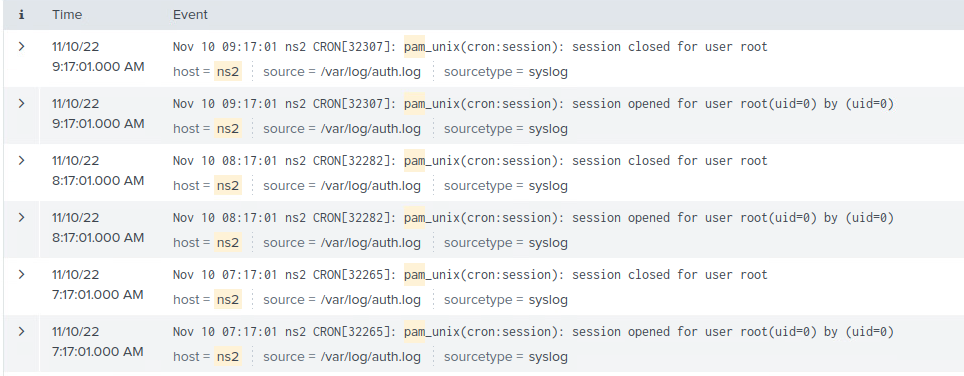 i Time Event
> 11/10/22 Nov 10 09:17:01 ns2 CRON[32307]: pam_unix(cron:session): session closed for user root
9:17:01.000 AM host = ns2 source = /var/log/auth.log sourcetype = syslog
> 11/10/22 Nov 10 09:17:01 ns2 CRON[32307]: pam_unix(cron:session): session opened for user root(uid=0) by (uid=0)
9:17:01.000 AM host = ns2 source = /var/log/auth.log sourcetype = syslog
> 11/10/22 Nov 10 08:17:01 ns2 CRON[32282]: pam_unix(cron:session): session closed for user root
8:17:01.000 AM host = ns2 source = /var/log/auth.log sourcetype = syslog
> 11/10/22 Nov 10 08:17:01 ns2 CRON[32282]: pam_unix(cron:session): session opened for user root(uid=0) by (uid=0)
8:17:01.000 AM host = ns2 source = /var/log/auth.log sourcetype = syslog
> 11/10/22 Nov 10 07:17:01 ns2 CRON[32265]: pam_unix(cron:session): session closed for user root
7:17:01.000 AM host = ns2 source = /var/log/auth.log sourcetype = syslog
> 11/10/22 Nov 10 07:17:01 ns2 CRON[32265]: pam_unix(cron:session): session opened for user root(uid=0) by (uid=0)
7:17:01.000 AM host = ns2 source = /var/log/auth.log sourcetype = syslog